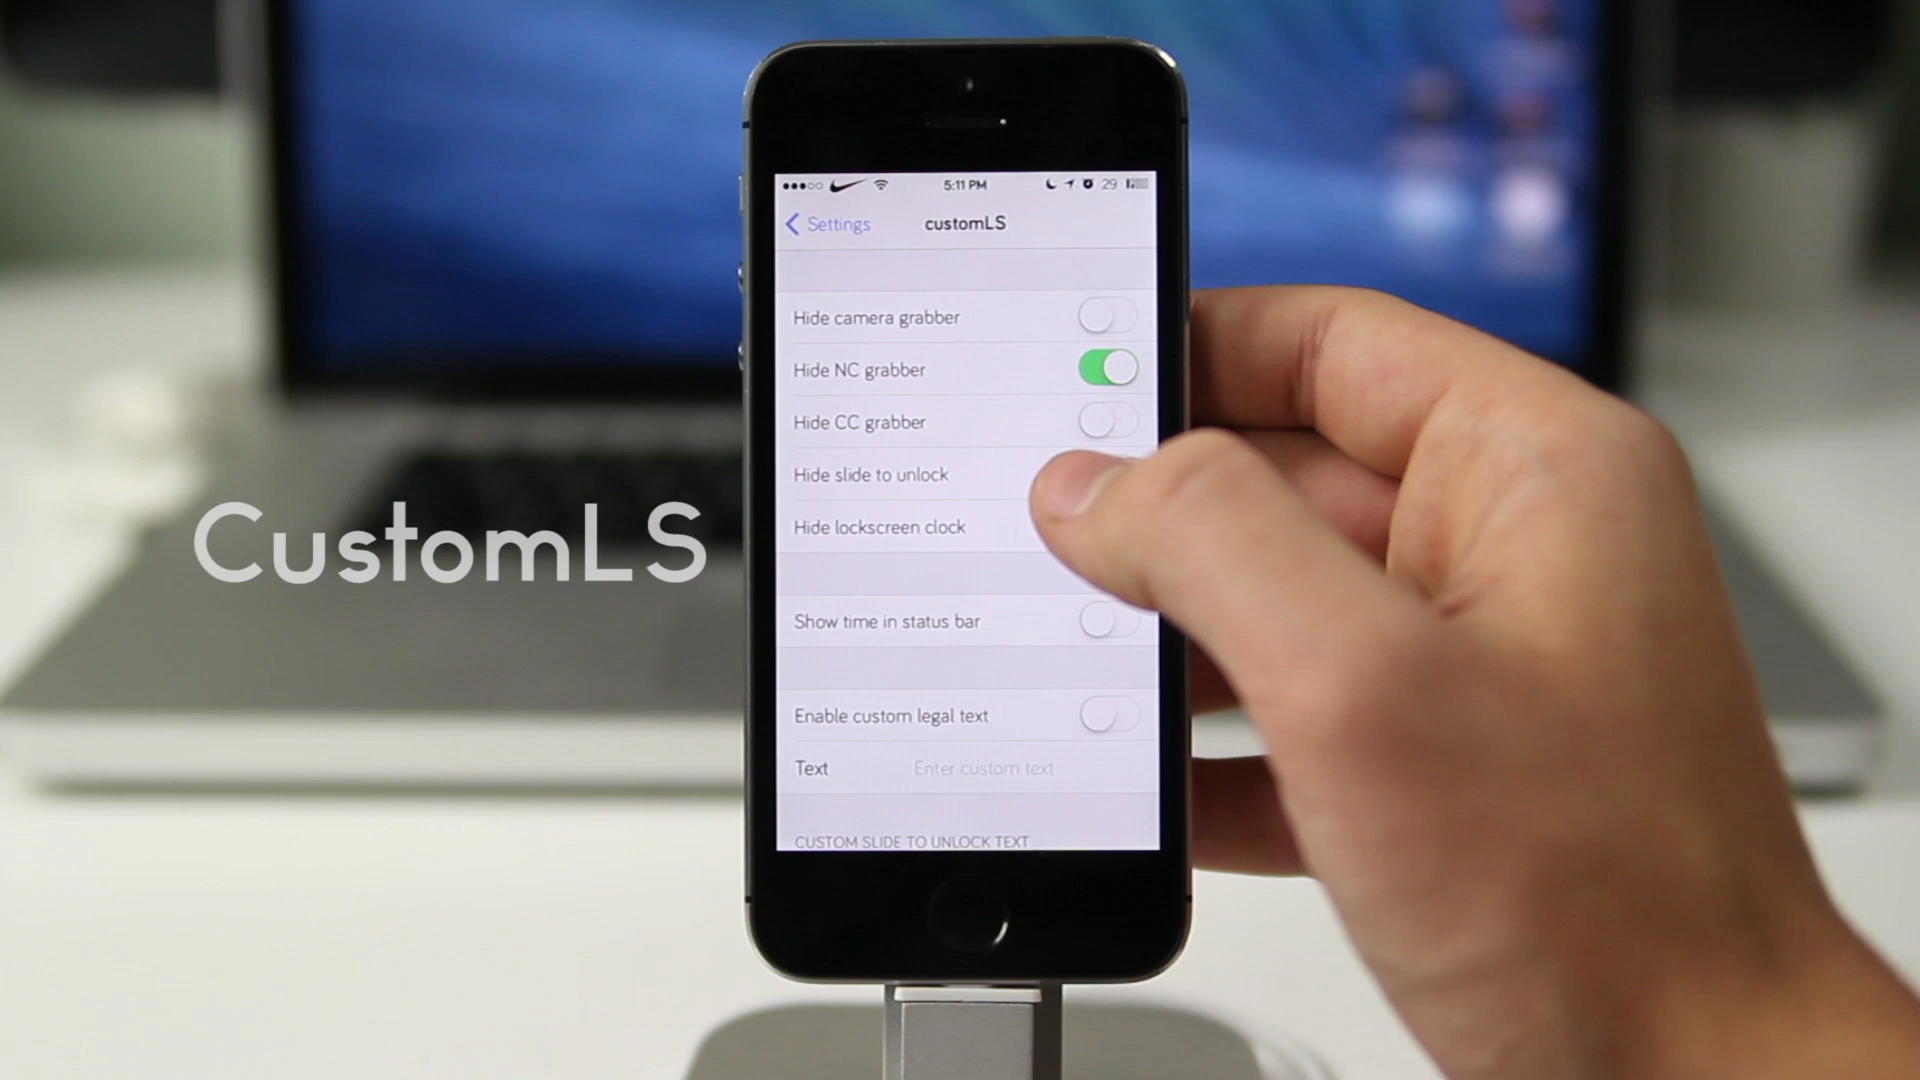 5:11 PM 29
Settings customLS
Hide camera grabber
Hide NC grabber
Hide CC grabber
Hide slide to unlock
Hide lockscreen clock
CustomLS
Show time in status bar
Enable custom legal text
Text Enter custom text
CUSTOM SLIDE TO UNLOCK TEXT